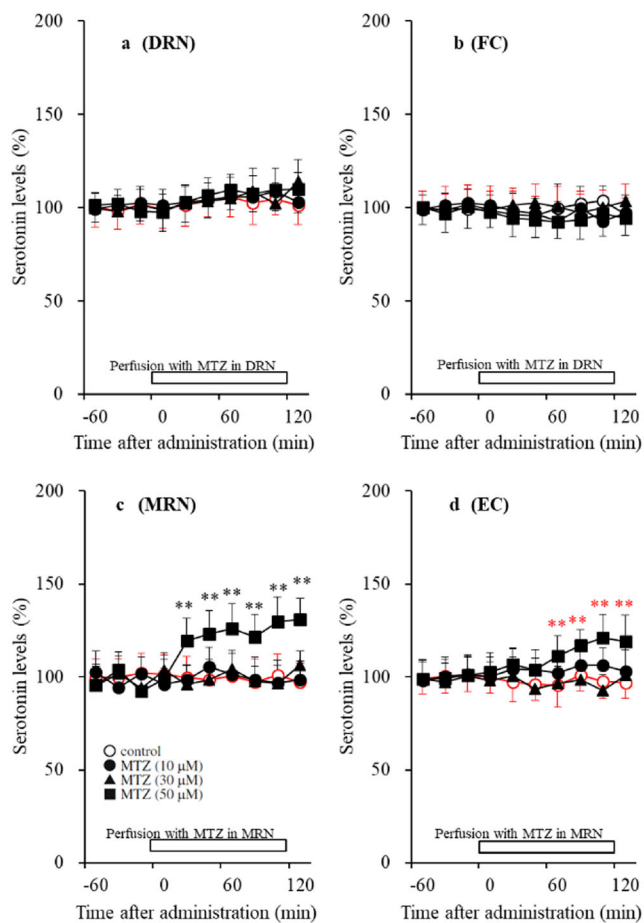 a (DRN)
b (FC)
200
150
100
50
0
Serotonin levels (%)
Perfusion with MTZ in DRN
-60 0 60 120
Time after administration (min)
200
150
100
50
0
Serotonin levels (%)
Perfusion with MTZ in DRN
-60 0 60 120
Time after administration (min)
c (MRN)
d (EC)
200
150
100
50
0
Serotonin levels (%)
** ** ** ** ** **
control
MTZ (10 μM)
MTZ (30 μM)
MTZ (50 μM)
Perfusion with MTZ in MRN
-60 0 60 120
Time after administration (min)
200
150
100
50
0
Serotonin levels (%)
** ** ** **
Perfusion with MTZ in MRN
-60 0 60 120
Time after administration (min)